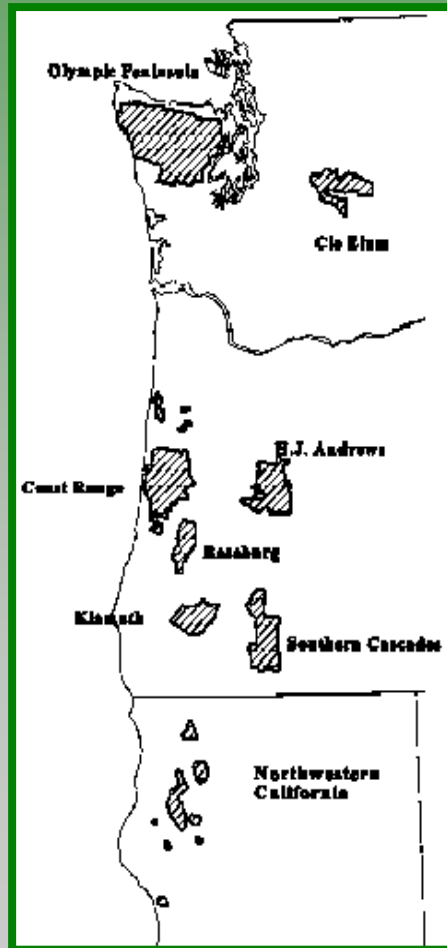 Olympic Peninsula
Cle Elum
H.J. Andrews
Coast Range
Roseburg
Klamath
Southern Cascades
Northwestern
California